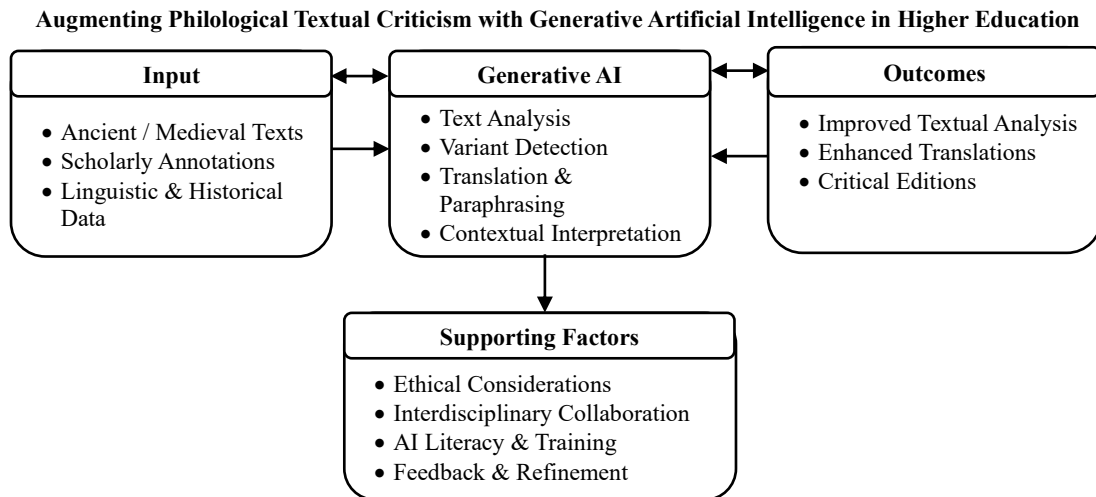 Augmenting Philological Textual Criticism with Generative Artificial Intelligence in Higher Education
Input
• Ancient / Medieval Texts
• Scholarly Annotations
• Linguistic & Historical
Data
Generative AI
• Text Analysis
• Variant Detection
• Translation &
Paraphrasing
• Contextual Interpretation
Outcomes
• Improved Textual Analysis
• Enhanced Translations
• Critical Editions
Supporting Factors
• Ethical Considerations
• Interdisciplinary Collaboration
• AI Literacy & Training
• Feedback & Refinement